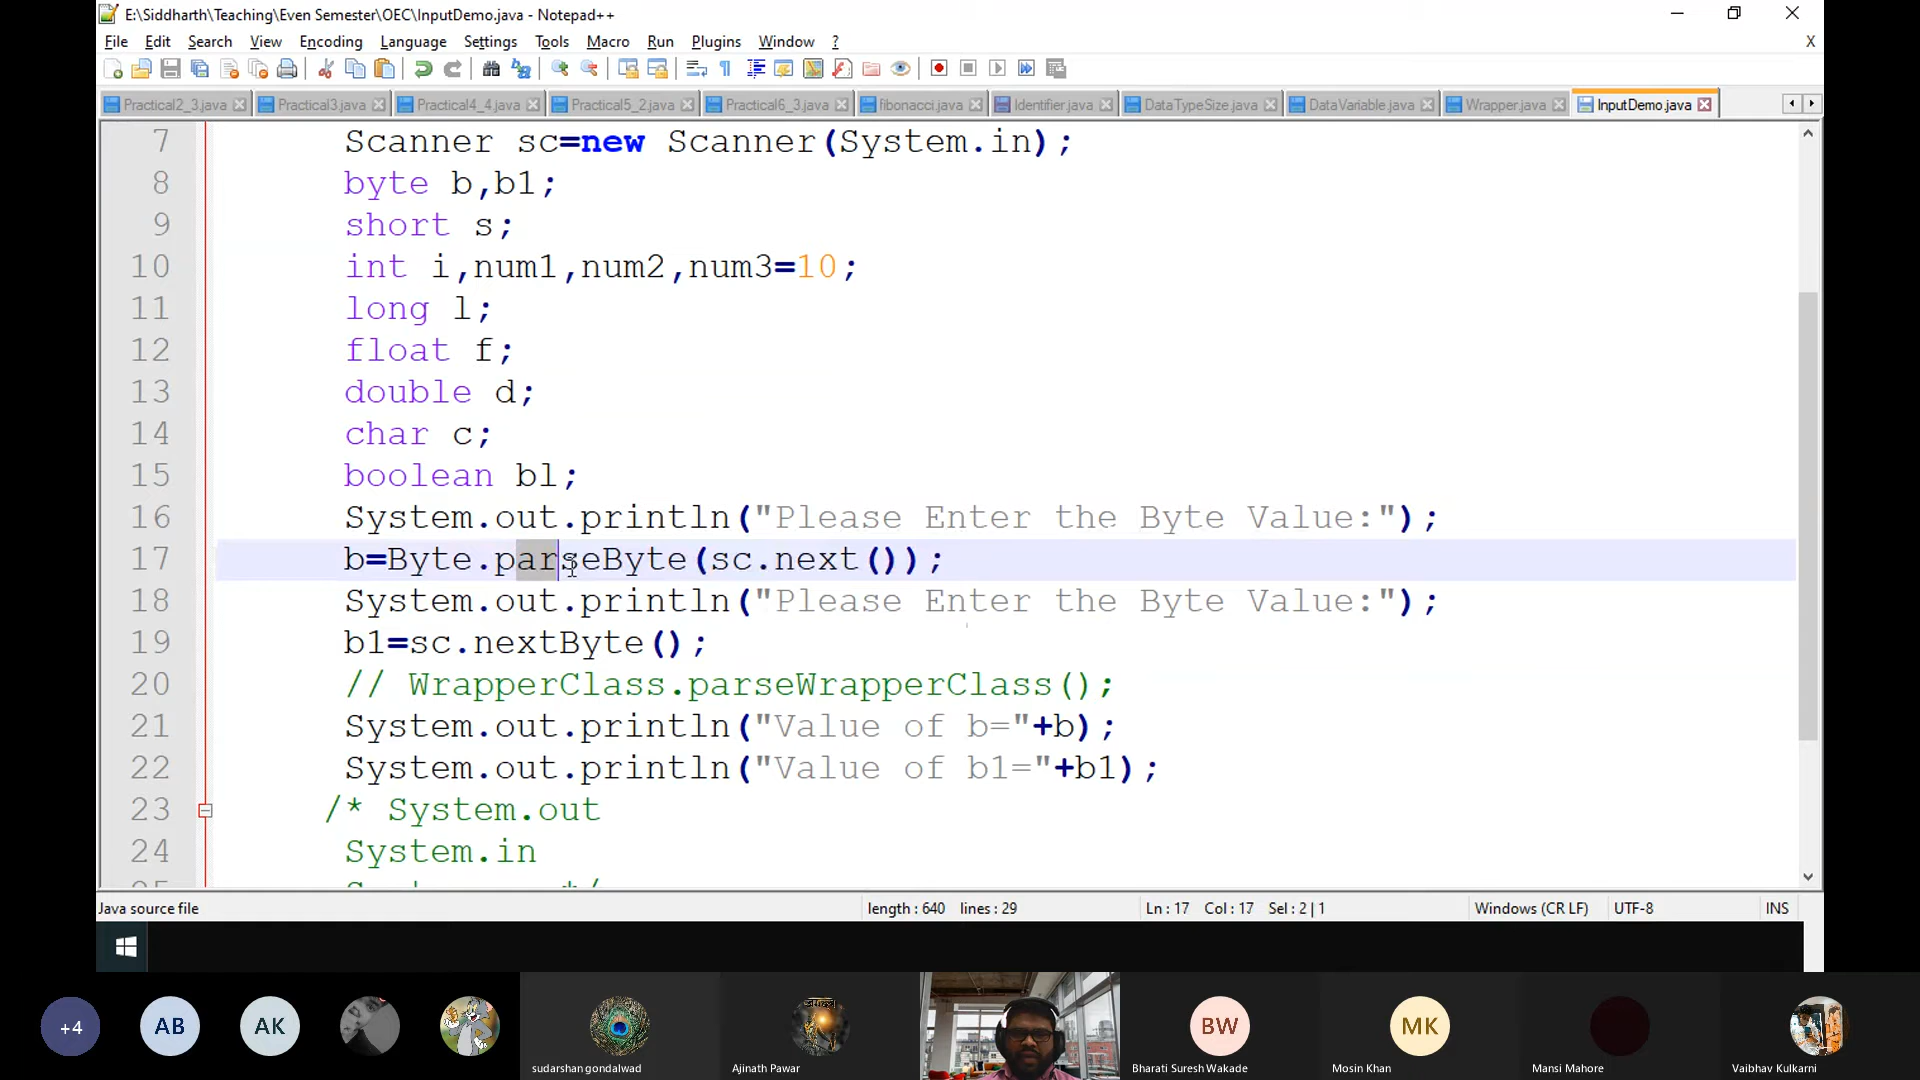 E:\Siddharth\Teaching\Even Semester\OEC\InputDemo.java - Notepad++
File Edit Search View Encoding Language Settings Tools Macro Run Plugins Window ? X
Practical2_3.java Practical3.java Practical4_4.java Practical5_2.java Practical6_3.java fibonacci.java Identifier.java DataTypeSize.java DataVariable.java Wrapper.java InputDemo.java
7 Scanner sc=new Scanner(System.in);
8 byte b,b1;
9 short s;
10 int i,num1,num2,num3=10;
11 long l;
12 float f;
13 double d;
14 char c;
15 boolean bl;
16 System.out.println("Please Enter the Byte Value:");
17 b=Byte.parseByte(sc.next());
18 System.out.println("Please Enter the Byte Value:");
19 b1=sc.nextByte();
20 // WrapperClass.parseWrapperClass();
21 System.out.println("Value of b="+b);
22 System.out.println("Value of b1="+b1);
23 /* System.out
24 System.in
Java source file length : 640 lines : 29 Ln : 17 Col : 17 Sel : 2 | 1 Windows (CR LF) UTF-8 INS
+4 AB AK BW MK
sudarshan gondalwad Ajinath Pawar Bharati Suresh Wakade Mosin Khan Mansi Mahore Vaibhav Kulkarni